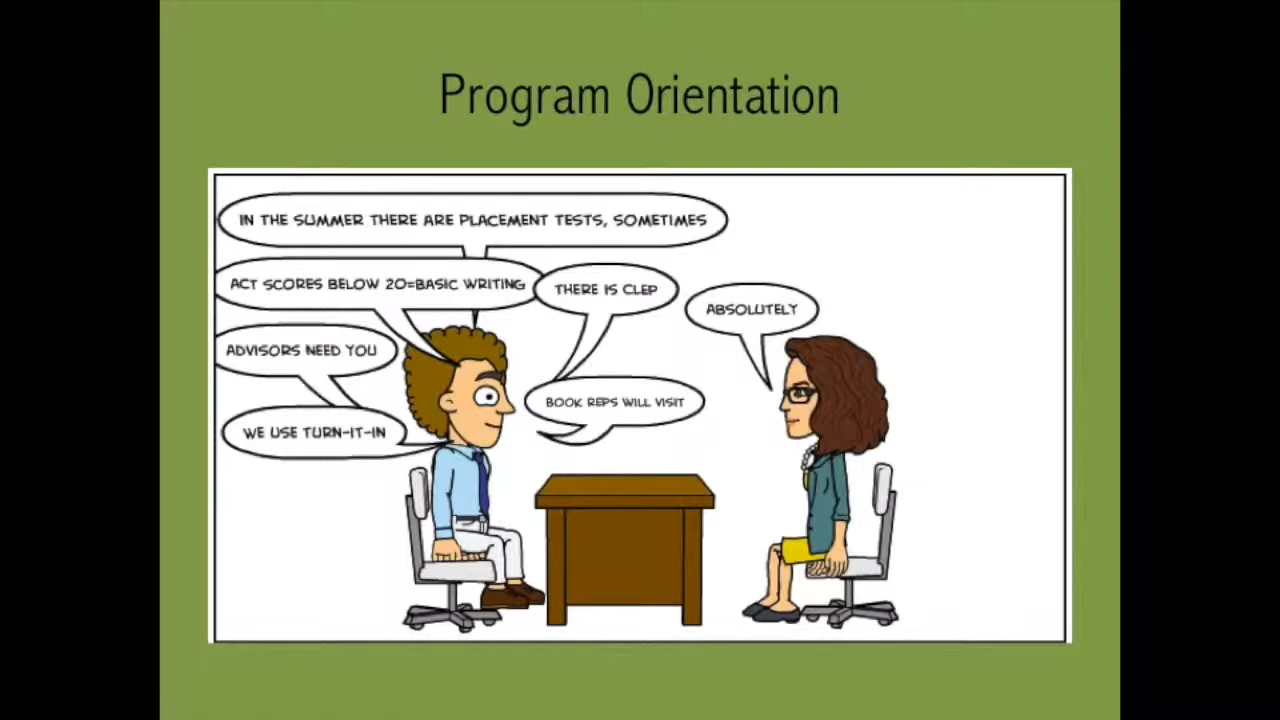 Program Orientation
IN THE SUMMER THERE ARE PLACEMENT TESTS, SOMETIMES
ACT SCORES BELOW 20=BASIC WRITING
THERE IS CLEP
ABSOLUTELY
ADVISORS NEED YOU
BOOK REPS WILL VISIT
WE USE TURN-IT-IN